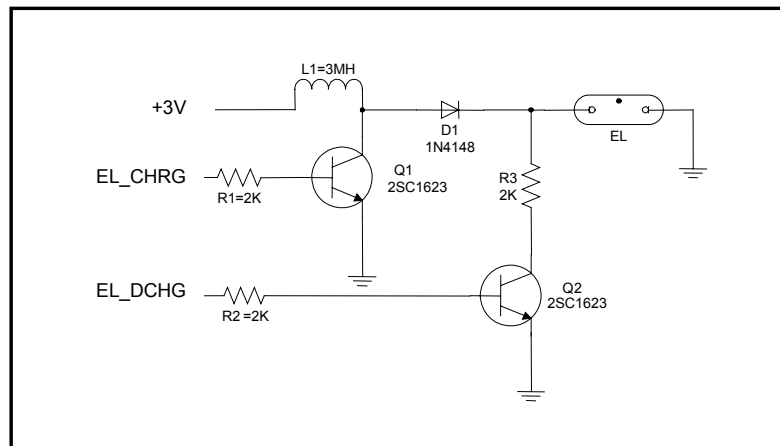 L1=3MH
+3V
D1
1N4148
EL
EL_CHRG
R1=2K
Q1
2SC1623
R3
2K
EL_DCHG
R2 =2K
Q2
2SC1623